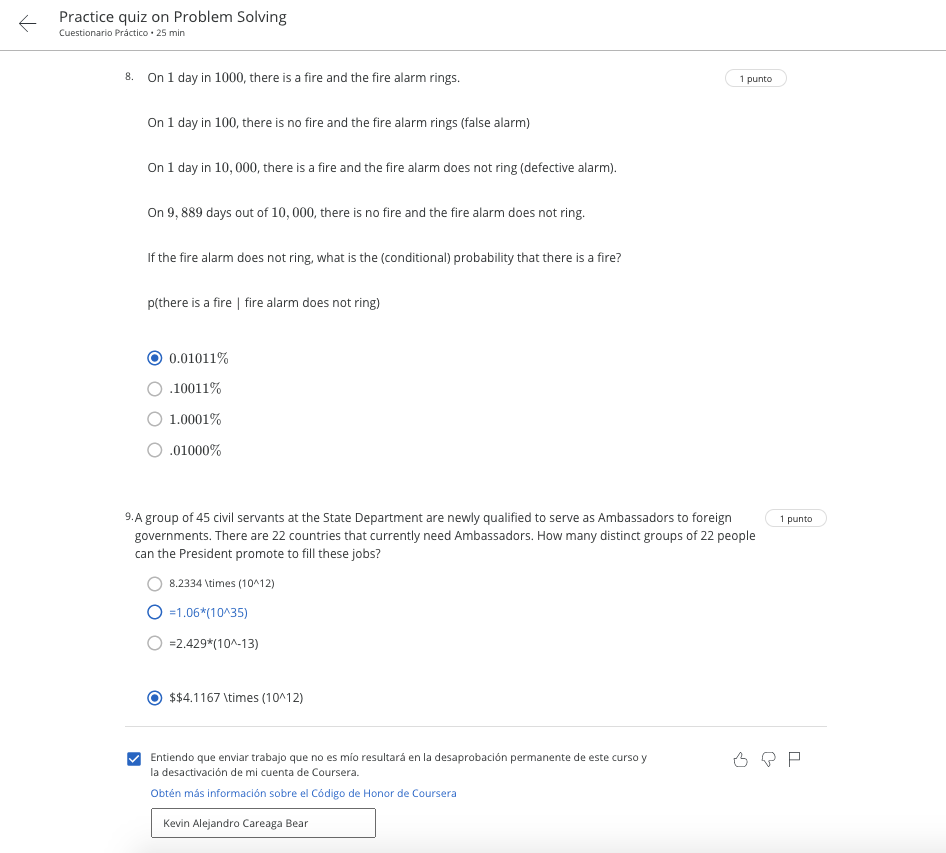 Practice quiz on Problem Solving
Cuestionario Práctico • 25 min
8. On 1 day in 1000, there is a fire and the fire alarm rings.
1 punto
On 1 day in 100, there is no fire and the fire alarm rings (false alarm)
On 1 day in 10,000, there is a fire and the fire alarm does not ring (defective alarm).
On 9,889 days out of 10,000, there is no fire and the fire alarm does not ring.
If the fire alarm does not ring, what is the (conditional) probability that there is a fire?
p(there is a fire | fire alarm does not ring)
0.01011%
.10011%
1.0001%
.01000%
9. A group of 45 civil servants at the State Department are newly qualified to serve as Ambassadors to foreign
1 punto
governments. There are 22 countries that currently need Ambassadors. How many distinct groups of 22 people
can the President promote to fill these jobs?
8.2334 \times (10^12)
=1.06*(10^35)
=2.429*(10^-13)
$$4.1167 \times (10^12)
Entiendo que enviar trabajo que no es mío resultará en la desaprobación permanente de este curso y
la desactivación de mi cuenta de Coursera.
Obtén más información sobre el Código de Honor de Coursera
Kevin Alejandro Careaga Bear